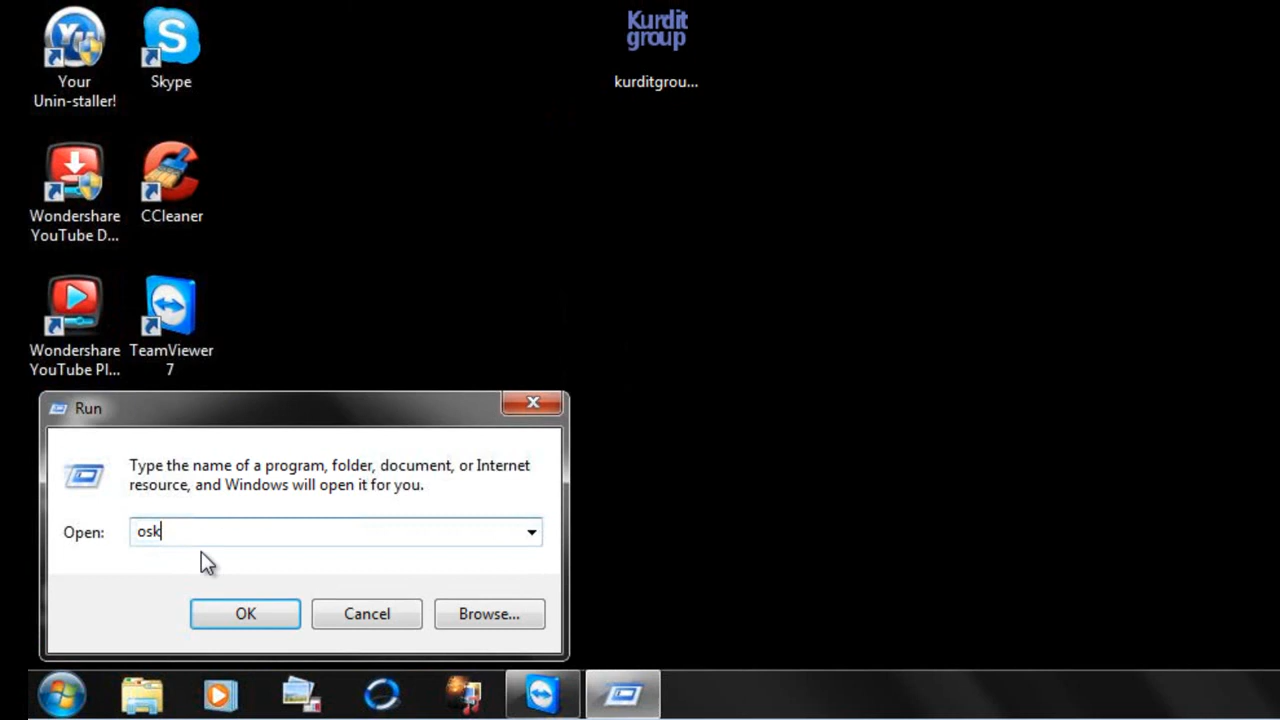 Kurdit
group
kurditgrou...
Your
Unin-staller!
Skype
Wondershare
YouTube D...
CCleaner
Wondershare
YouTube Pl...
TeamViewer
7
Run
Type the name of a program, folder, document, or Internet
resource, and Windows will open it for you.
Open: osk
OK Cancel Browse...